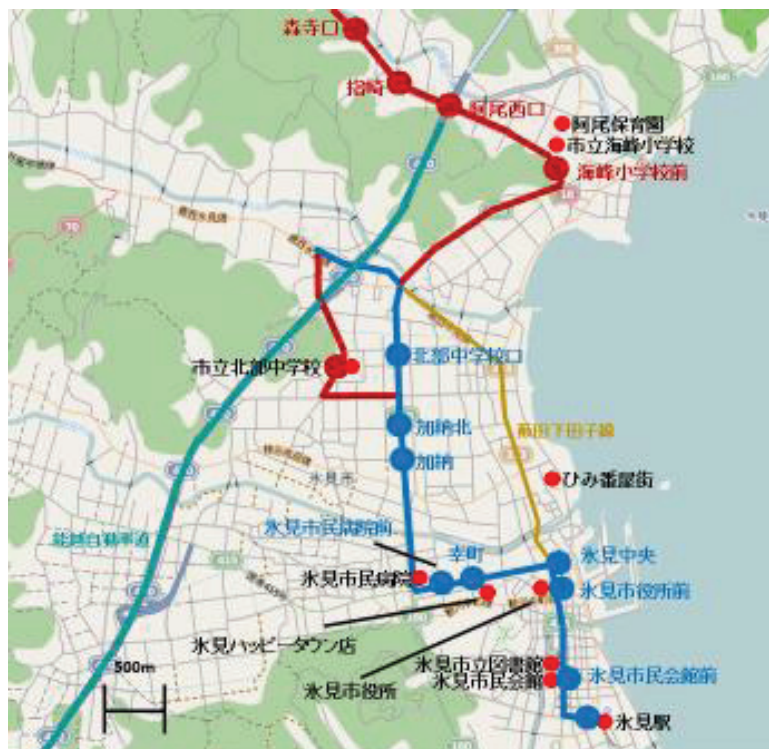 森寺口
指崎
阿尾西口
阿尾保育園
市立海峰小学校
海峰小学校前
市立北部中学校
北部中学校口
加納北
薮田下田子線
加納
ひみ番屋街
氷見市
能越自動車道
氷見市民病院前
幸町
氷見中央
氷見市民病院
氷見市役所前
氷見ハッピータウン店
500m
氷見市立図書館
氷見市民会館
氷見市民会館前
氷見市役所
氷見駅